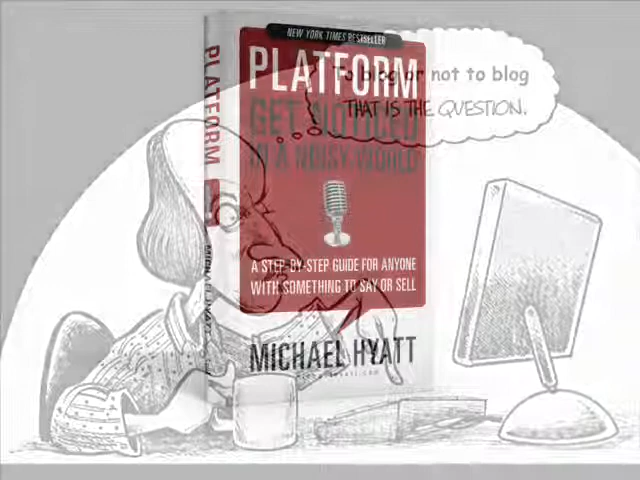 NEW YORK TIMES BESTSELLER
PLATFORM
GET NOTICED
IN A NOISY WORLD
A STEP-BY-STEP GUIDE FOR ANYONE
WITH SOMETHING TO SAY OR SELL
MICHAEL HYATT
PLATFORM
MICHAEL HYATT
To blog or not to blog
THAT IS THE QUESTION.